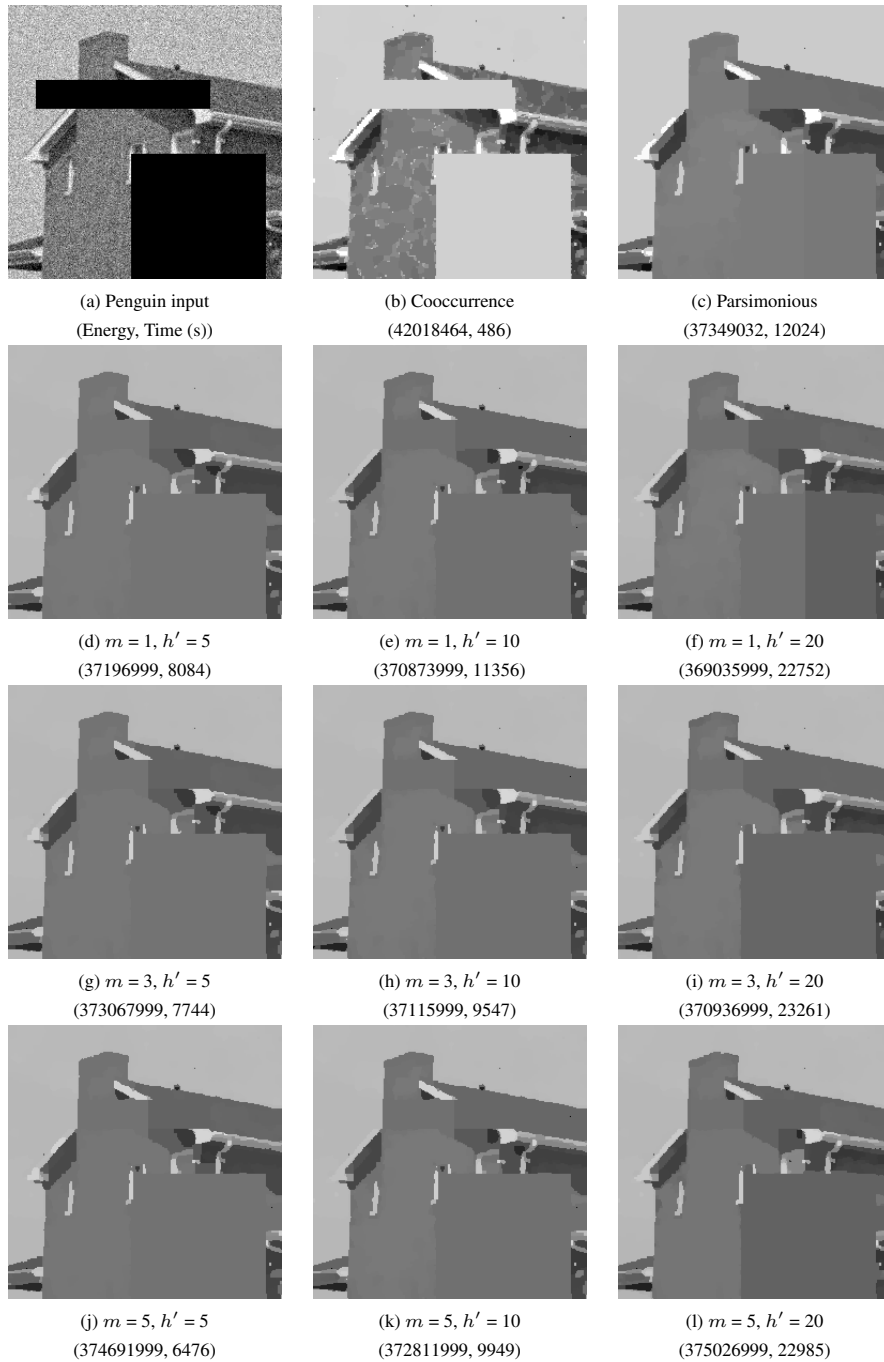 (a) Penguin input
(b) Cooccurrence
(c) Parsimonious
(Energy, Time (s))
(42018464, 486)
(37349032, 12024)
(d) m = 1, h′ = 5
(e) m = 1, h′ = 10
(f) m = 1, h′ = 20
(37196999, 8084)
(370873999, 11356)
(369035999, 22752)
(g) m = 3, h′ = 5
(h) m = 3, h′ = 10
(i) m = 3, h′ = 20
(373067999, 7744)
(37115999, 9547)
(370936999, 23261)
(j) m = 5, h′ = 5
(k) m = 5, h′ = 10
(l) m = 5, h′ = 20
(374691999, 6476)
(372811999, 9949)
(375026999, 22985)